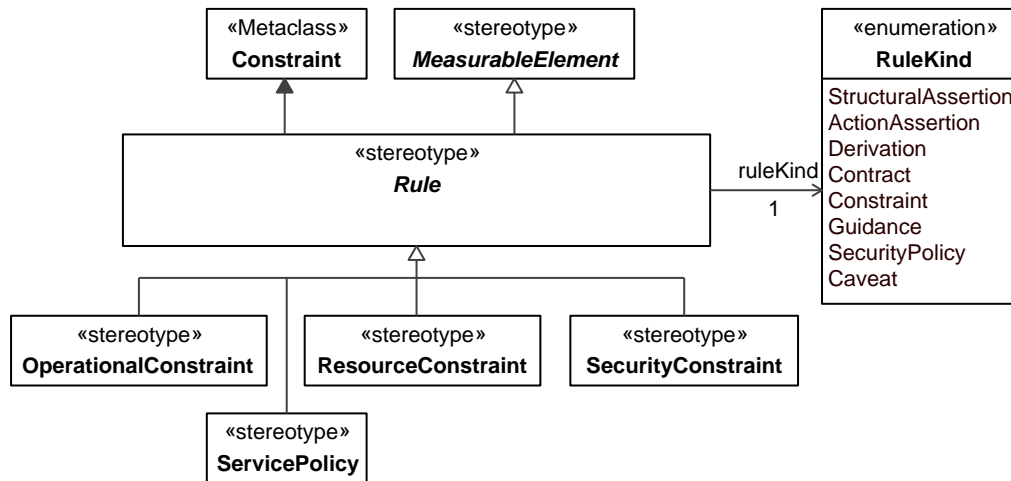 «Metaclass»
Constraint
«stereotype»
MeasurableElement
«enumeration»
RuleKind
StructuralAssertion
ActionAssertion
Derivation
Contract
Constraint
Guidance
SecurityPolicy
Caveat
«stereotype»
Rule
ruleKind
1
«stereotype»
OperationalConstraint
«stereotype»
ResourceConstraint
«stereotype»
SecurityConstraint
«stereotype»
ServicePolicy